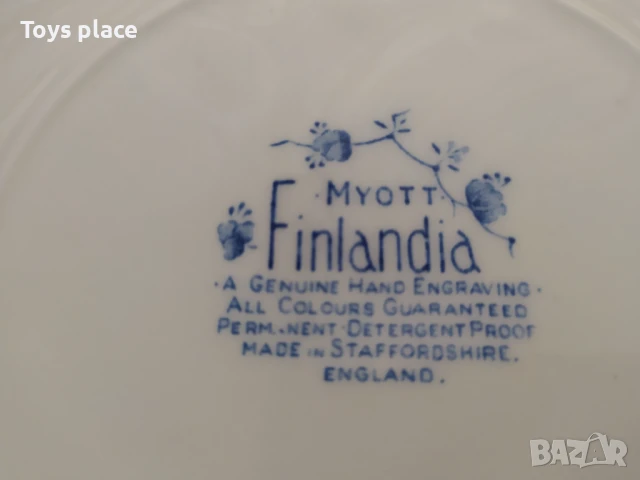 Toys place
·MYOTT·
Finlandia
·A GENUINE HAND ENGRAVING·
ALL COLOURS GUARANTEED
PERM.NENT·DETERGENT PROOF
MADE IN STAFFORDSHIRE.
ENGLAND.
BAZAR